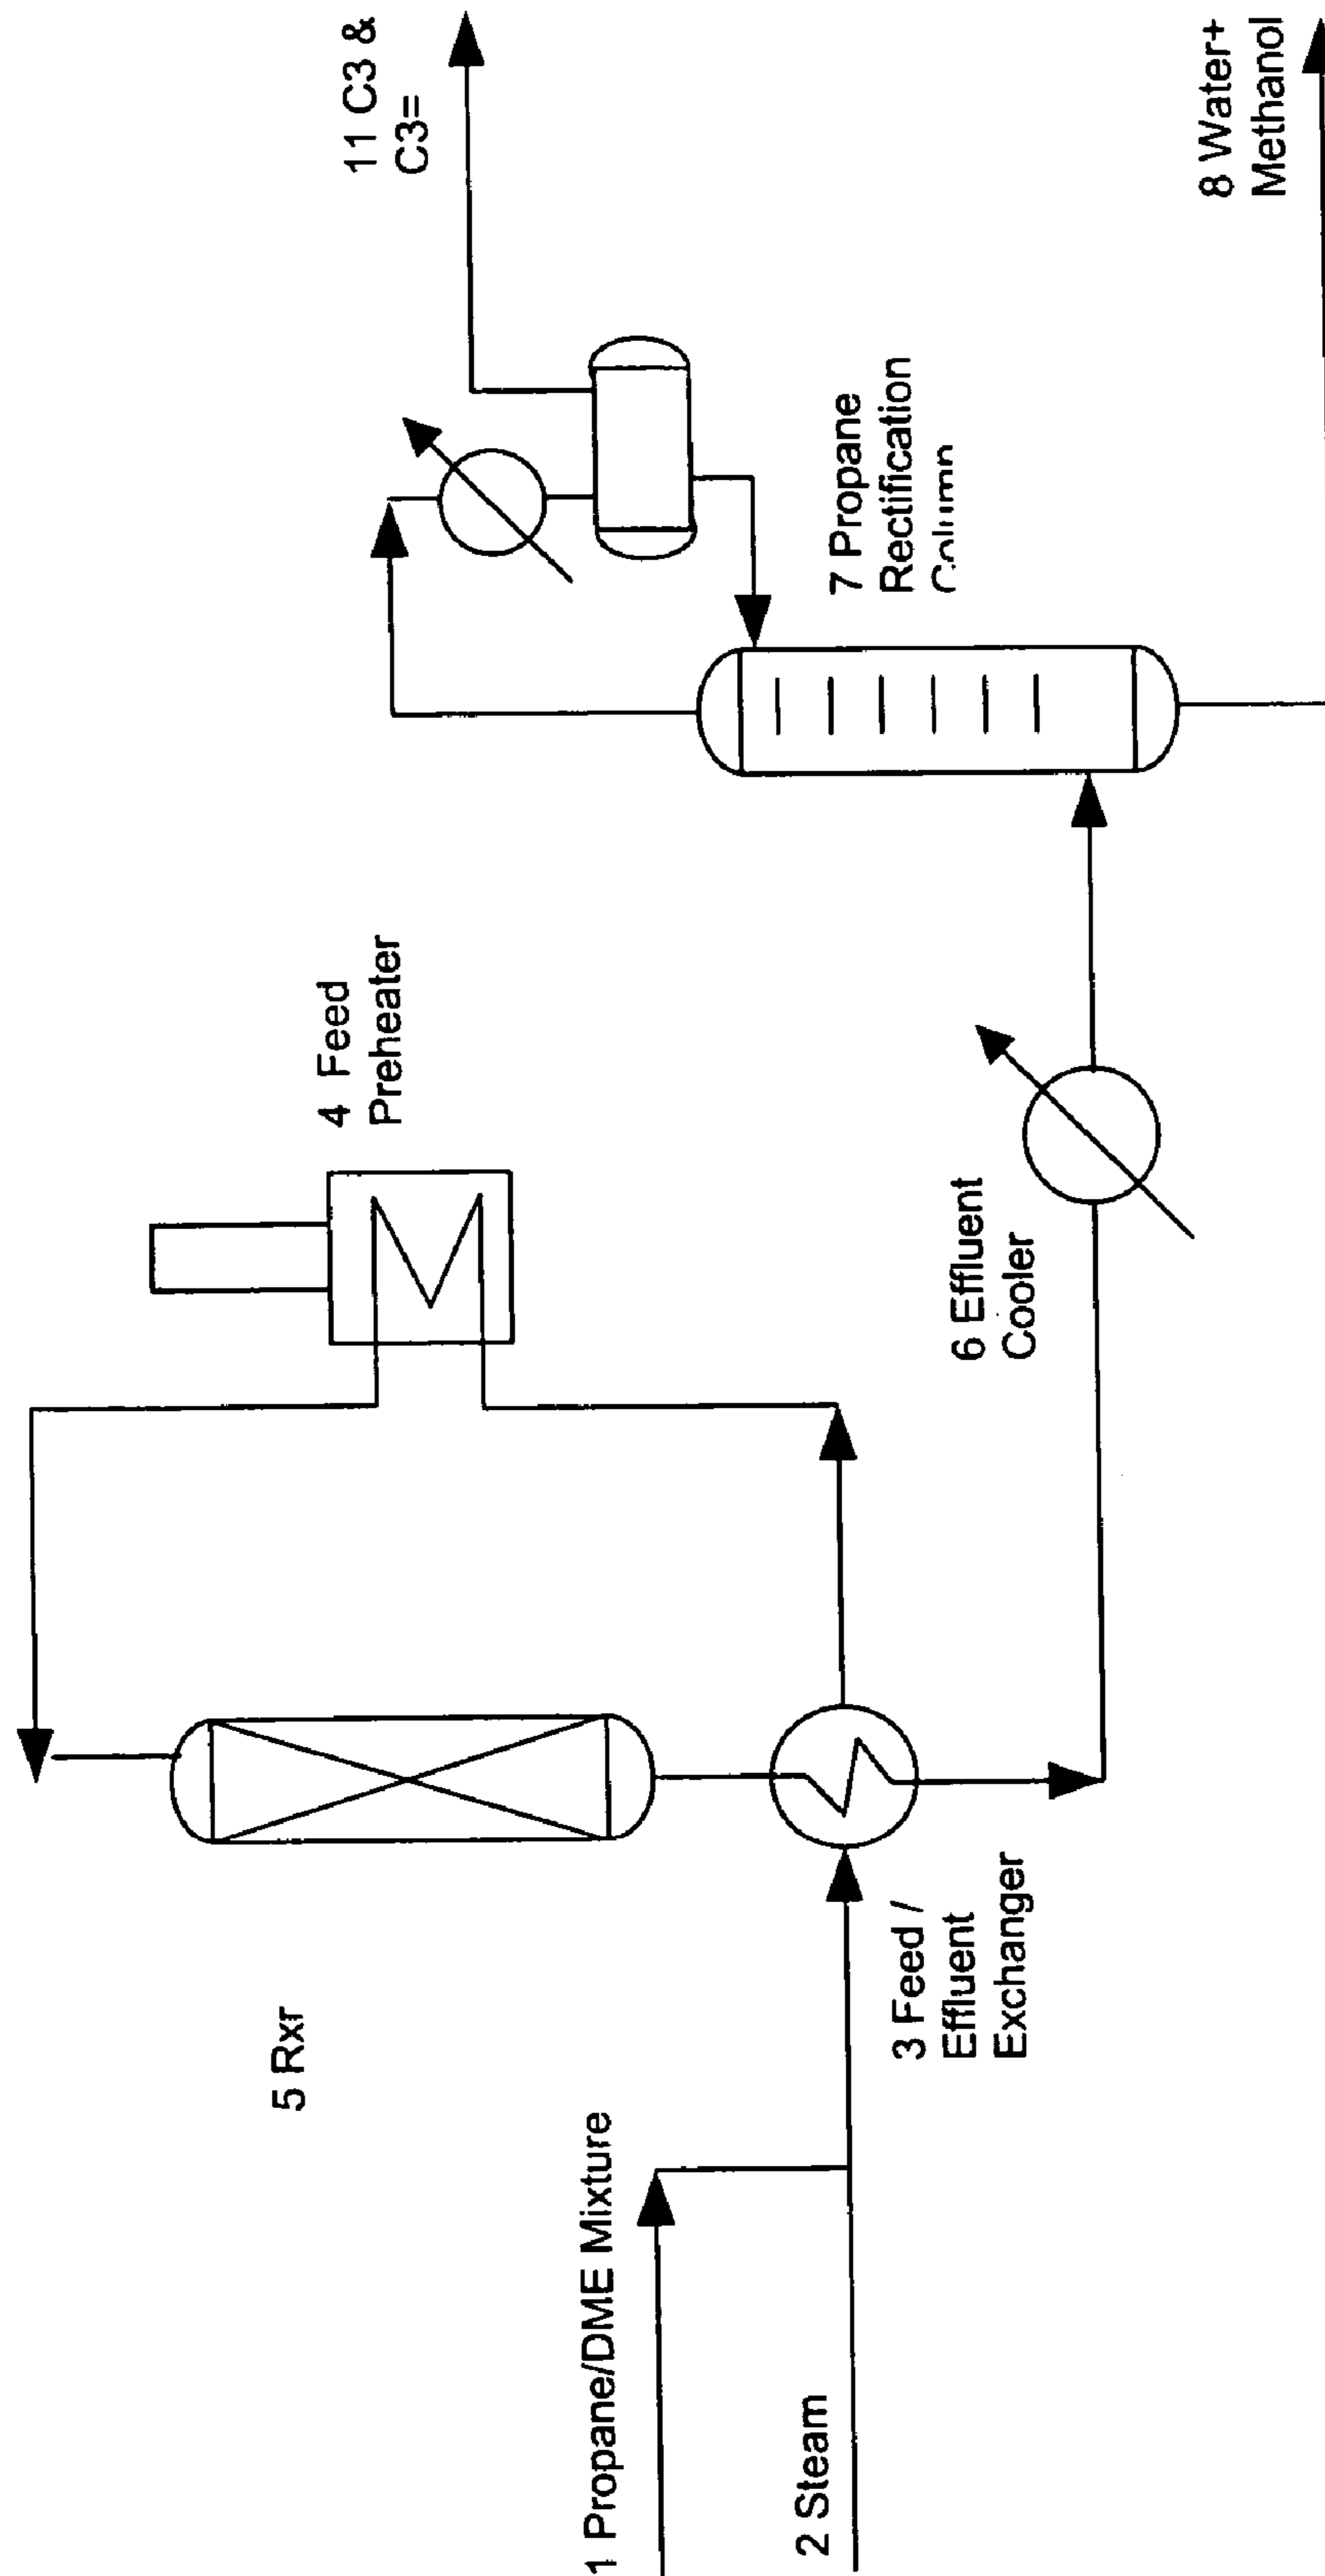 5 Rxr
4 Feed
Preheater
11 C3 &
C3=
1 Propane/DME Mixture
2 Steam
3 Feed /
Effluent
Exchanger
6 Effluent
Cooler
7 Propane
Rectification
Column
8 Water+
Methanol